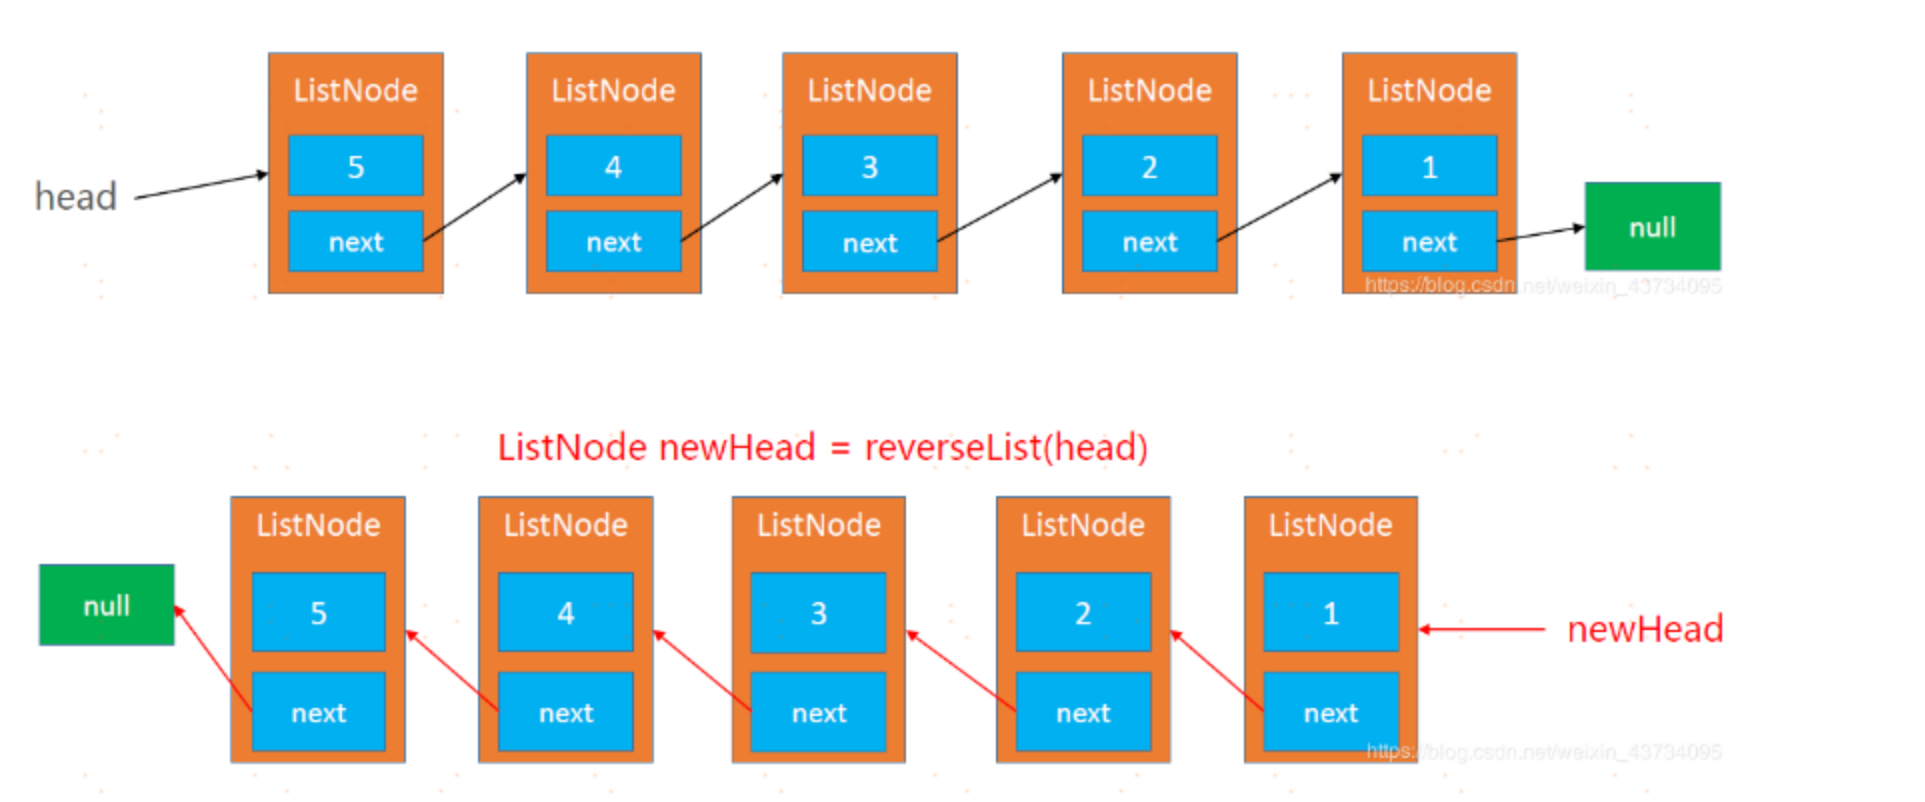 ListNode ListNode ListNode ListNode ListNode
5 4 3 2 1
head
next next next next next null
https://blog.csdn.net/weixin_43734095
ListNode newHead = reverseList(head)
ListNode ListNode ListNode ListNode ListNode
null 5 4 3 2 1
newHead
next next next next next
https://blog.csdn.net/weixin_43734095